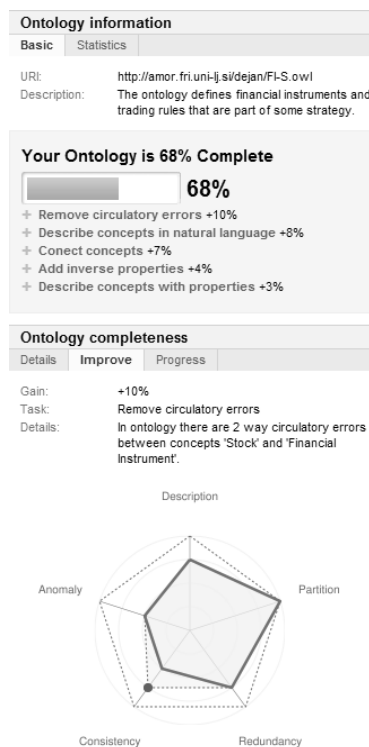 Ontology information
Basic Statistics
URI: http://amor.fri.uni-lj.si/dejan/FI-S.owl
Description: The ontology defines financial instruments and
trading rules that are part of some strategy.
Your Ontology is 68% Complete
68%
+ Remove circulatory errors +10%
+ Describe concepts in natural language +8%
+ Conect concepts +7%
+ Add inverse properties +4%
+ Describe concepts with properties +3%
Ontology completeness
Details Improve Progress
Gain: +10%
Task: Remove circulatory errors
Details: In ontology there are 2 way circulatory errors
between concepts 'Stock' and 'Financial
Instrument'.
Description
Anomaly Partition
Consistency Redundancy